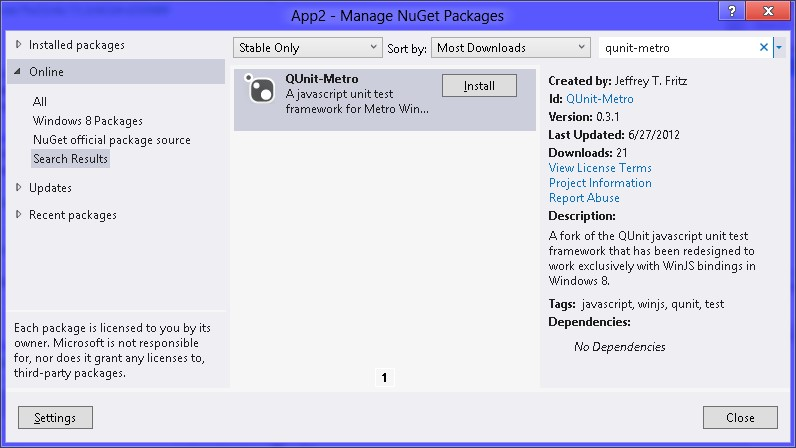 App2 - Manage NuGet Packages
?
Installed packages
Online
All
Windows 8 Packages
NuGet official package source
Search Results
Updates
Recent packages
Each package is licensed to you by its
owner. Microsoft is not responsible
for, nor does it grant any licenses to,
third-party packages.
Settings
Stable Only
Sort by:
Most Downloads
QUnit-Metro
A javascript unit test
framework for Metro Win...
Install
1
qunit-metro
Created by: Jeffrey T. Fritz
Id: QUnit-Metro
Version: 0.3.1
Last Updated: 6/27/2012
Downloads: 21
View License Terms
Project Information
Report Abuse
Description:
A fork of the QUnit javascript unit test
framework that has been redesigned to
work exclusively with WinJS bindings in
Windows 8.
Tags: javascript, winjs, qunit, test
Dependencies:
No Dependencies
Close